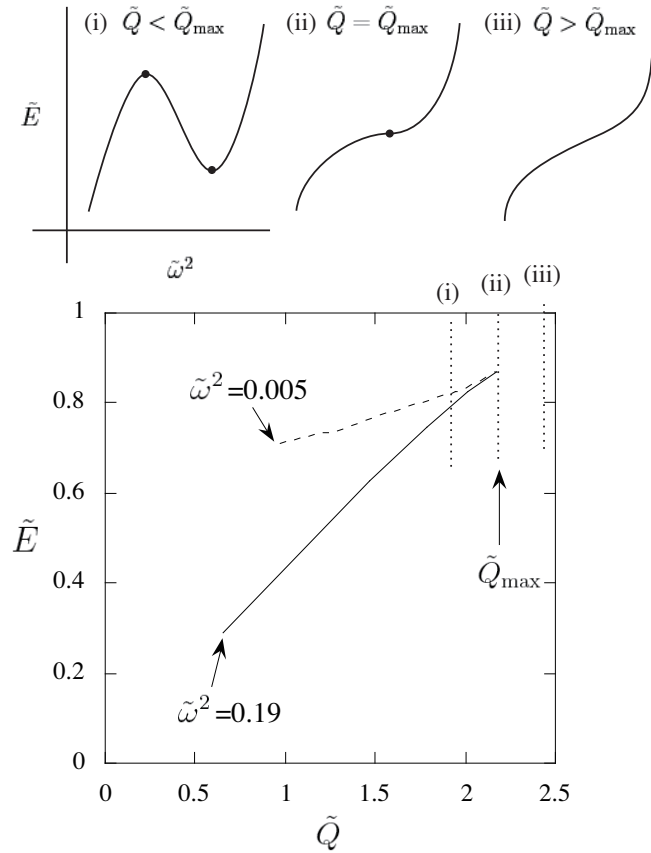 (i) Q̃ < Q̃max (ii) Q̃ = Q̃max (iii) Q̃ > Q̃max
Ẽ
ω̃²
(i) (ii) (iii)
1
ω̃²=0.005
0.8
0.6
Ẽ
Q̃max
0.4
0.2
ω̃²=0.19
0
0 0.5 1 1.5 2 2.5
Q̃